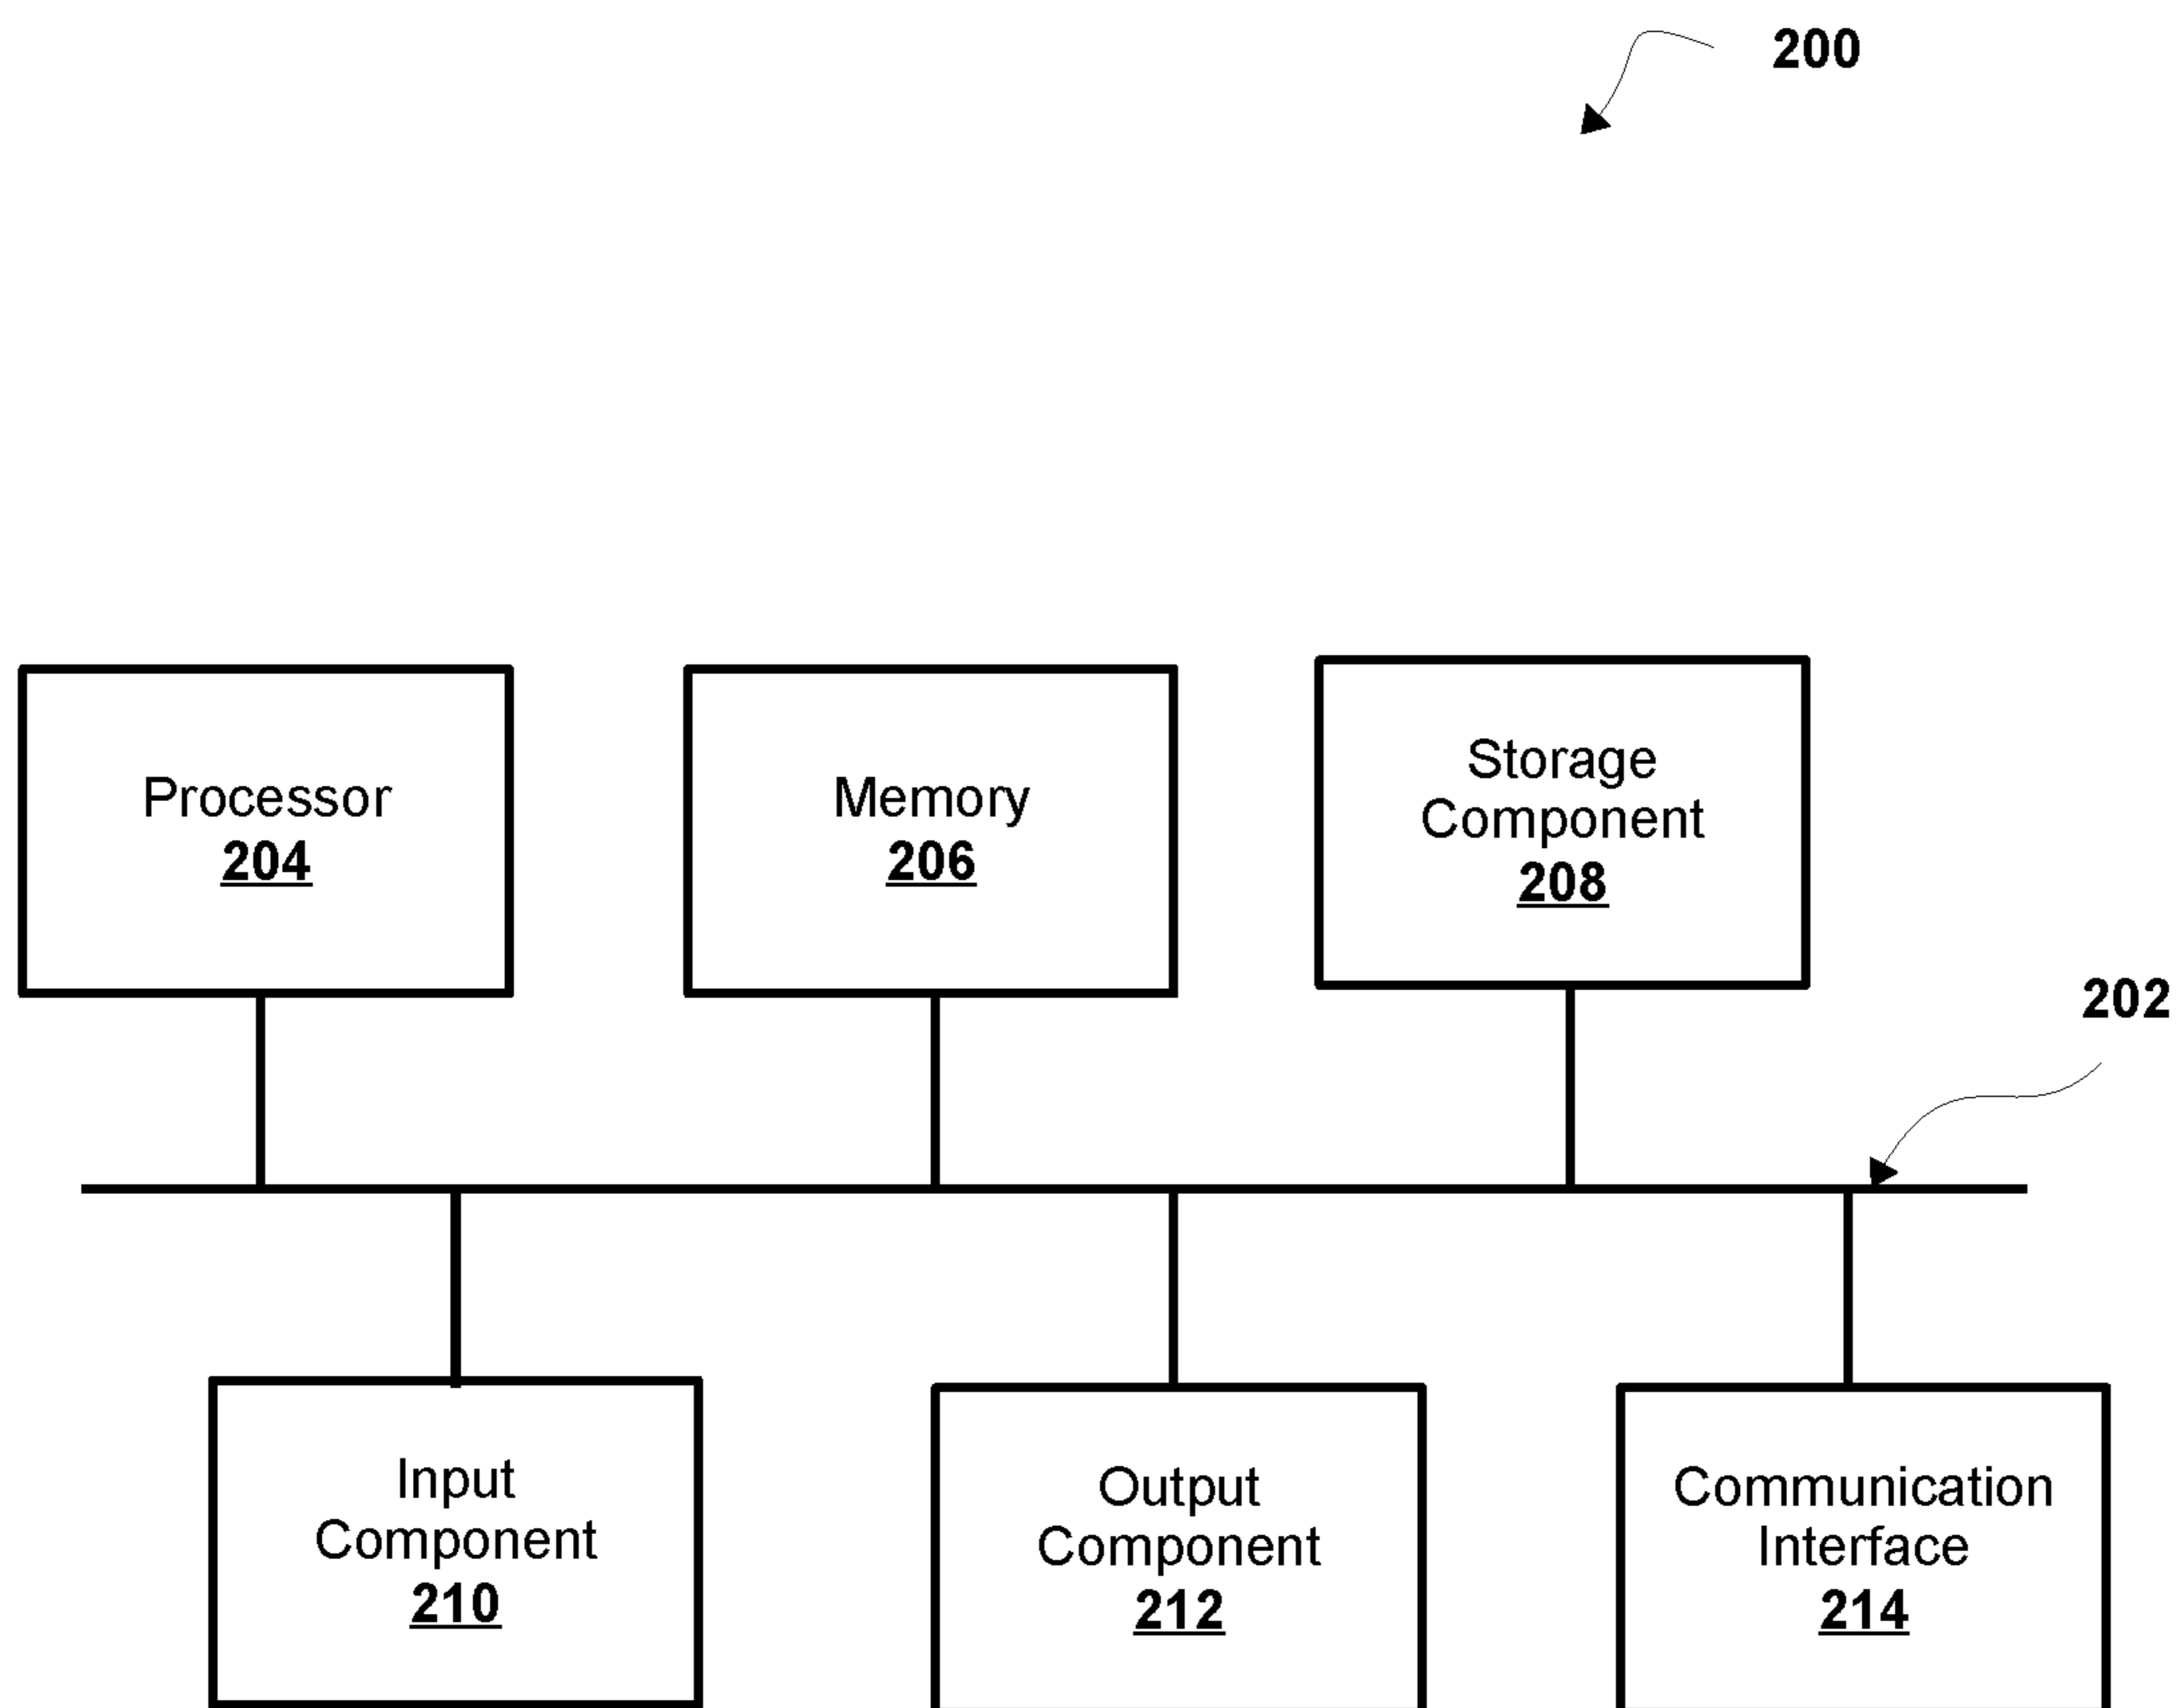 200
Processor
204
Memory
206
Storage
Component
208
202
Input
Component
210
Output
Component
212
Communication
Interface
214